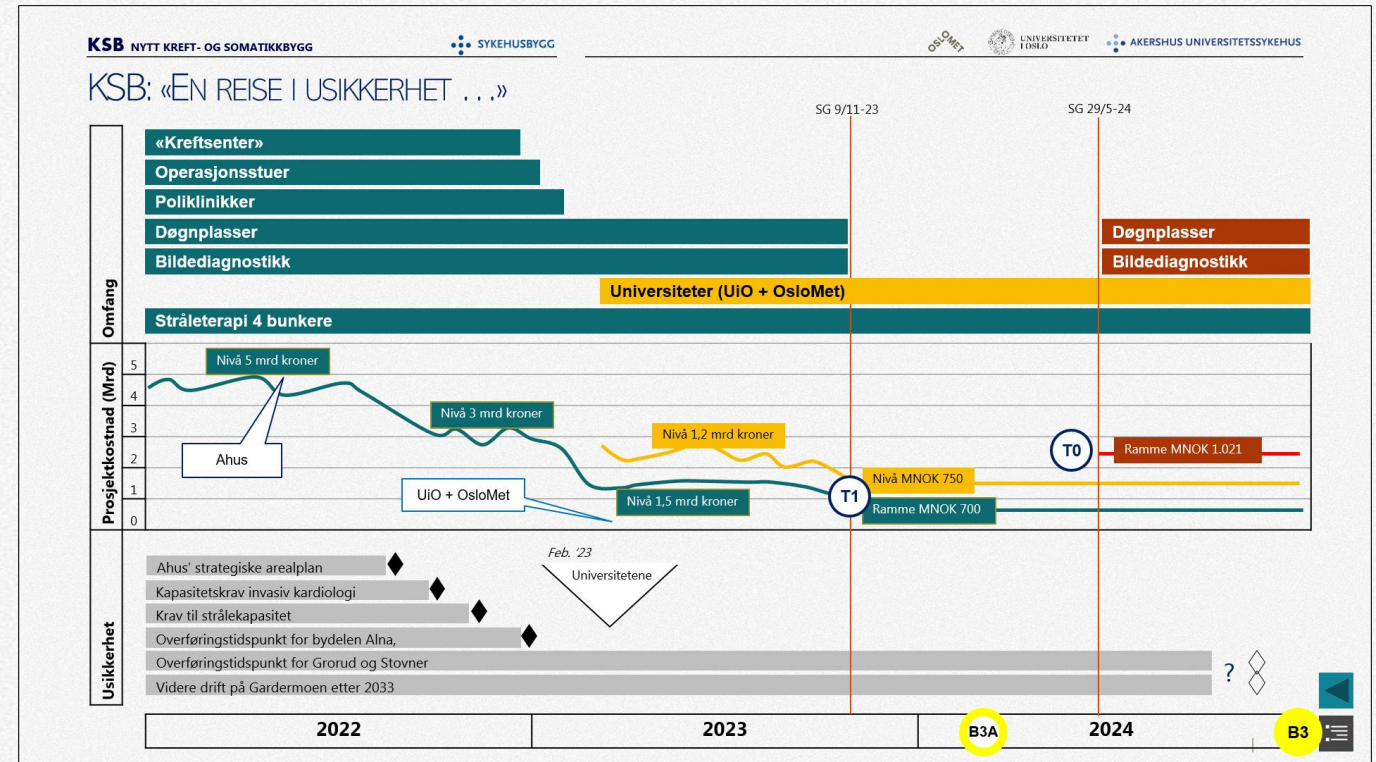 KSB NYTT KREFT- OG SOMATIKKBYGG
SYKEHUSBYGG
OSLOMET
UNIVERSITETET
I OSLO
AKERSHUS UNIVERSITETSSYKEHUS
KSB: «EN REISE I USIKKERHET ...»
SG 9/11-23
SG 29/5-24
Omfang
«Kreftsenter»
Operasjonsstuer
Poliklinikker
Døgnplasser
Døgnplasser
Bildediagnostikk
Bildediagnostikk
Universiteter (UiO + OsloMet)
Stråleterapi 4 bunkere
Prosjektkostnad (Mrd)
5
4
3
2
1
0
Nivå 5 mrd kroner
Ahus
Nivå 3 mrd kroner
UiO + OsloMet
Nivå 1,2 mrd kroner
Nivå 1,5 mrd kroner
T1
Nivå MNOK 750
Ramme MNOK 700
T0
Ramme MNOK 1.021
Usikkerhet
Feb. '23
Universitetene
Ahus' strategiske arealplan
Kapasitetskrav invasiv kardiologi
Krav til strålekapasitet
Overføringstidspunkt for bydelen Alna,
Overføringstidspunkt for Grorud og Stovner
Videre drift på Gardermoen etter 2033
?
2022
2023
B3A
2024
B3